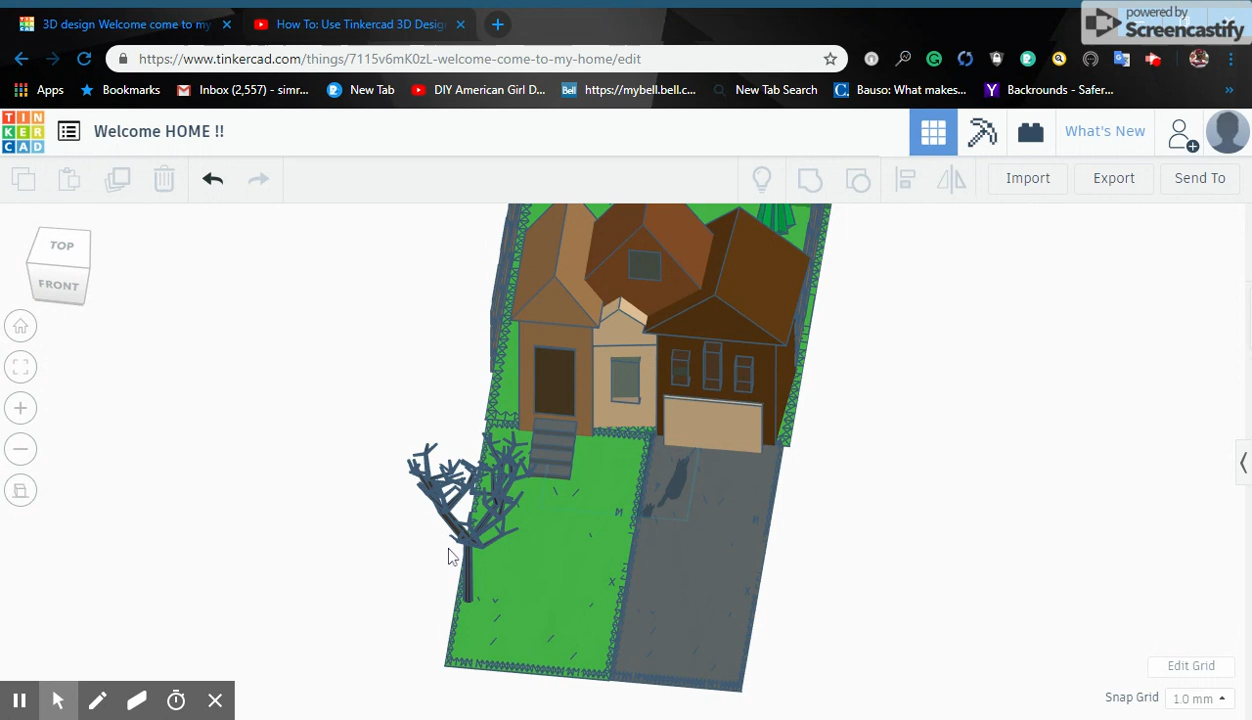 powered by
Screencastify
3D design Welcome come to my
How To: Use Tinkercad 3D Desig
https://www.tinkercad.com/things/7115v6mK0zL-welcome-come-to-my-home/edit
Apps
Bookmarks
Inbox (2,557) - simr...
New Tab
DIY American Girl D...
Bell
https://mybell.bell.c...
New Tab Search
Bauso: What makes...
Backrounds - Safer...
TIN
KER
CAD
Welcome HOME !!
What's New
Import
Export
Send To
TOP
FRONT
Edit Grid
Snap Grid
1.0 mm